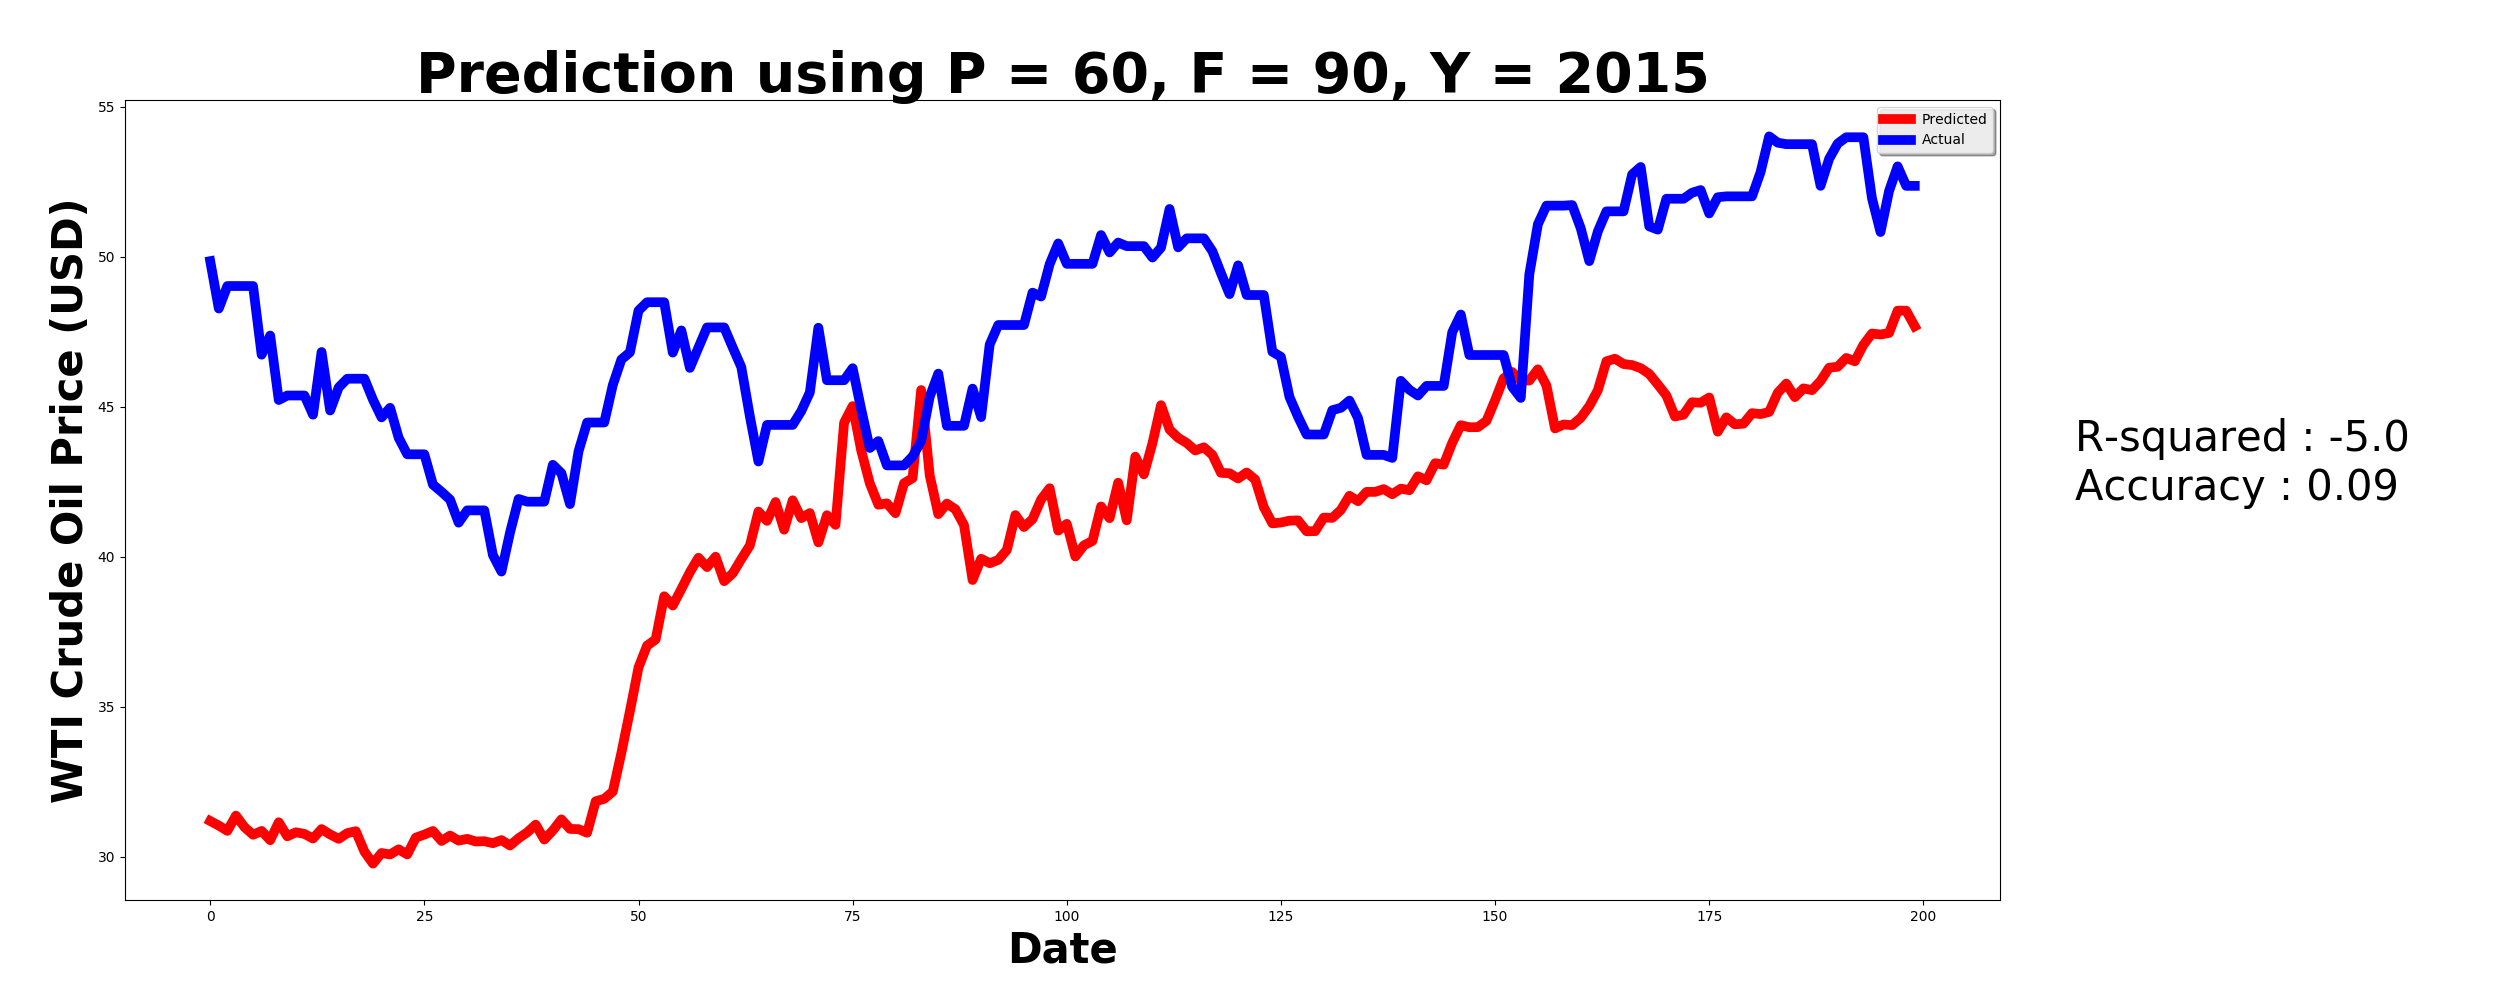 Prediction using P = 60, F = 90, Y = 2015
WTI Crude Oil Price (USD)
55
50
45
40
35
30
Predicted
Actual
0 25 50 75 100 125 150 175 200
Date
R-squared : -5.0
Accuracy : 0.09